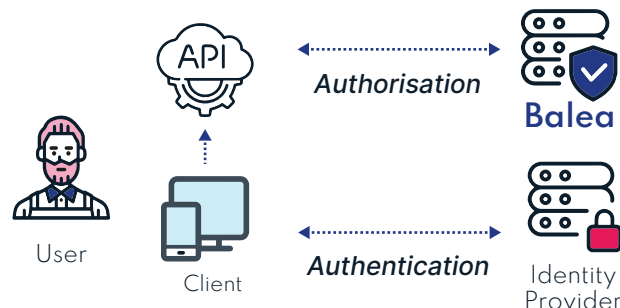 API
Authorisation
Balea
User
Client
Authentication
Identity
Provider